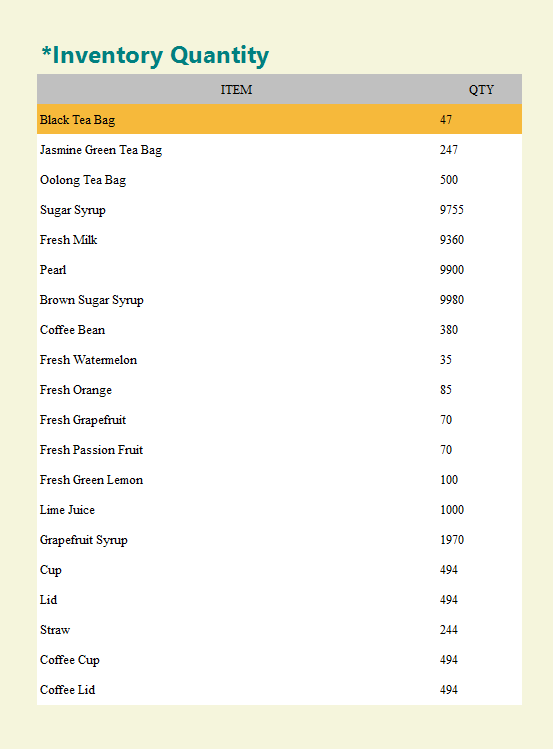 *Inventory Quantity
ITEM QTY
Black Tea Bag 47
Jasmine Green Tea Bag 247
Oolong Tea Bag 500
Sugar Syrup 9755
Fresh Milk 9360
Pearl 9900
Brown Sugar Syrup 9980
Coffee Bean 380
Fresh Watermelon 35
Fresh Orange 85
Fresh Grapefruit 70
Fresh Passion Fruit 70
Fresh Green Lemon 100
Lime Juice 1000
Grapefruit Syrup 1970
Cup 494
Lid 494
Straw 244
Coffee Cup 494
Coffee Lid 494